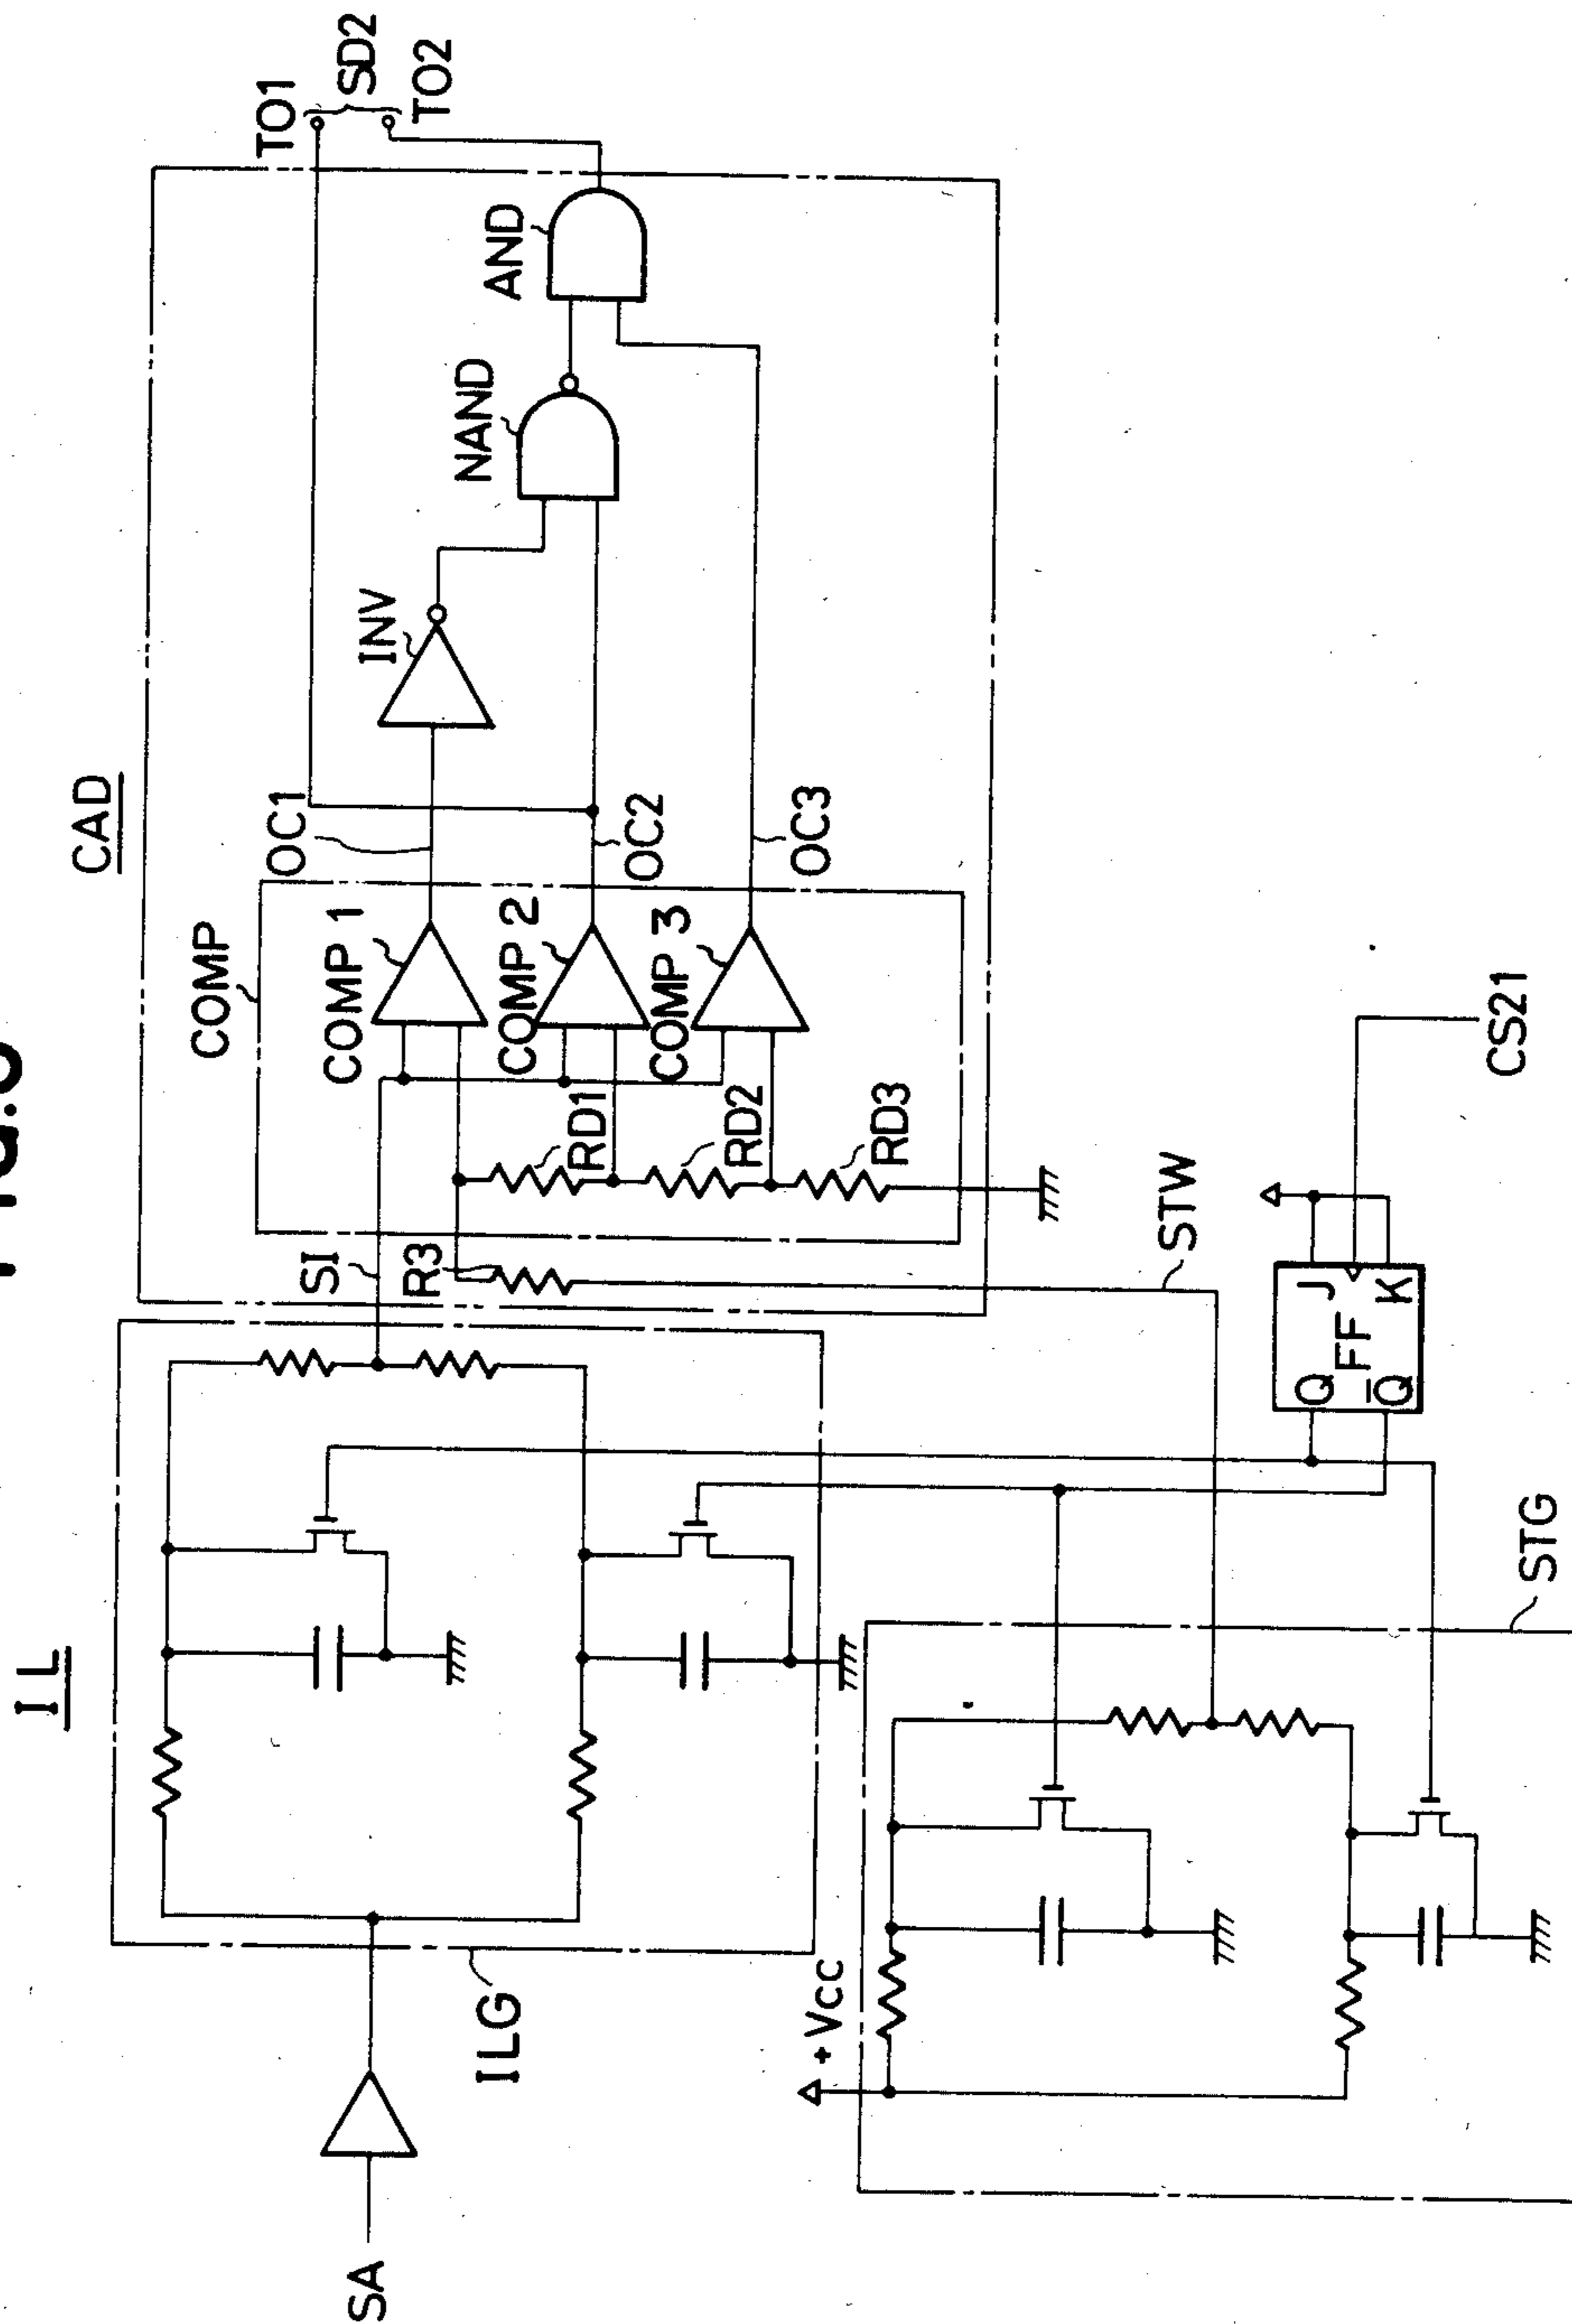 CAD
IL
TO1
SD2
TO2
COMP
OC1
INV
NAND
AND
SI
R3
COMP 1
COMP 2
COMP 3
OC2
OC3
RD1
RD2
RD3
SA
ILG
+Vcc
STW
Q
J
FF
Q̅
K
CS21
STG